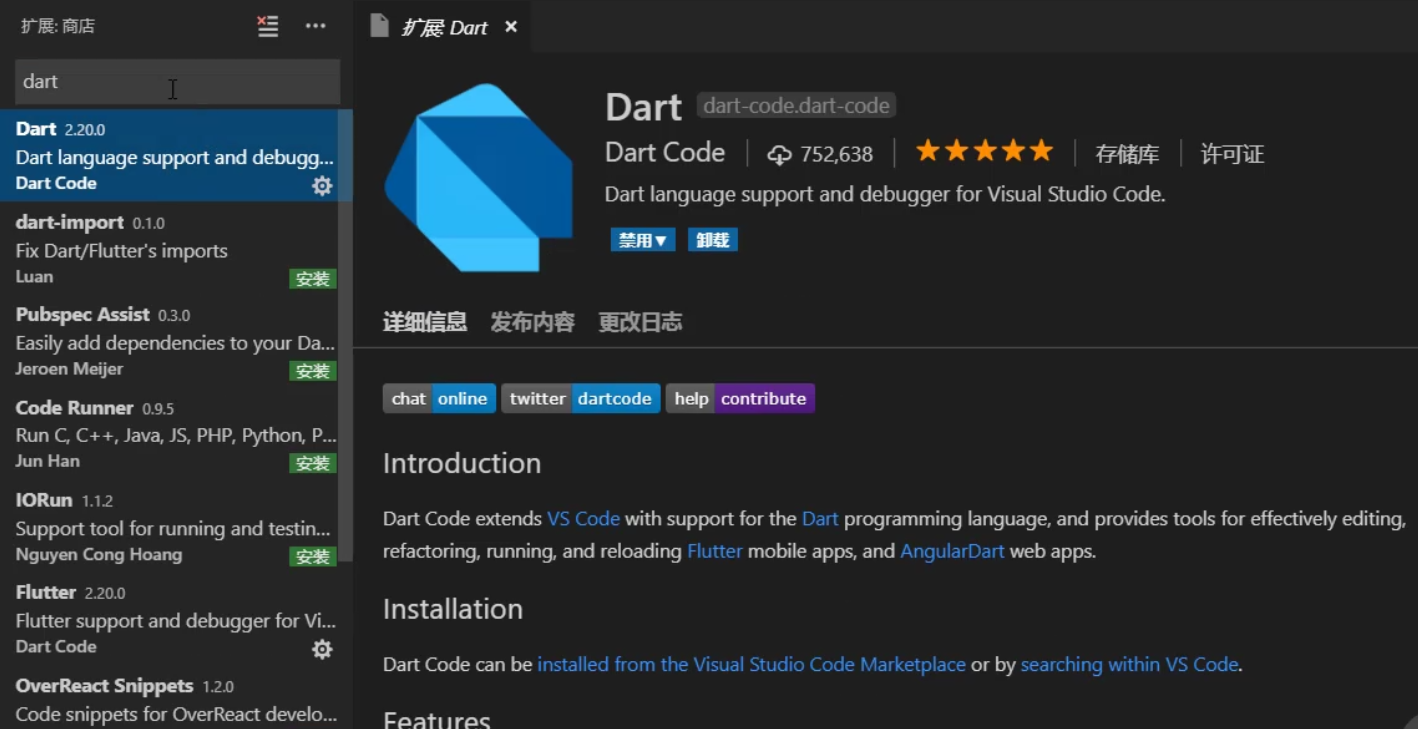 扩展: 商店
dart
Dart 2.20.0
Dart language support and debugg...
Dart Code
dart-import 0.1.0
Fix Dart/Flutter's imports
Luan 安装
Pubspec Assist 0.3.0
Easily add dependencies to your Da...
Jeroen Meijer 安装
Code Runner 0.9.5
Run C, C++, Java, JS, PHP, Python, P...
Jun Han 安装
IORun 1.1.2
Support tool for running and testin...
Nguyen Cong Hoang 安装
Flutter 2.20.0
Flutter support and debugger for Vi...
Dart Code
OverReact Snippets 1.2.0
Code snippets for OverReact develo...
扩展 Dart
Dart dart-code.dart-code
Dart Code 752,638 存储库 许可证
Dart language support and debugger for Visual Studio Code.
禁用 卸载
详细信息 发布内容 更改日志
chat online twitter dartcode help contribute
Introduction
Dart Code extends VS Code with support for the Dart programming language, and provides tools for effectively editing,
refactoring, running, and reloading Flutter mobile apps, and AngularDart web apps.
Installation
Dart Code can be installed from the Visual Studio Code Marketplace or by searching within VS Code.
Features